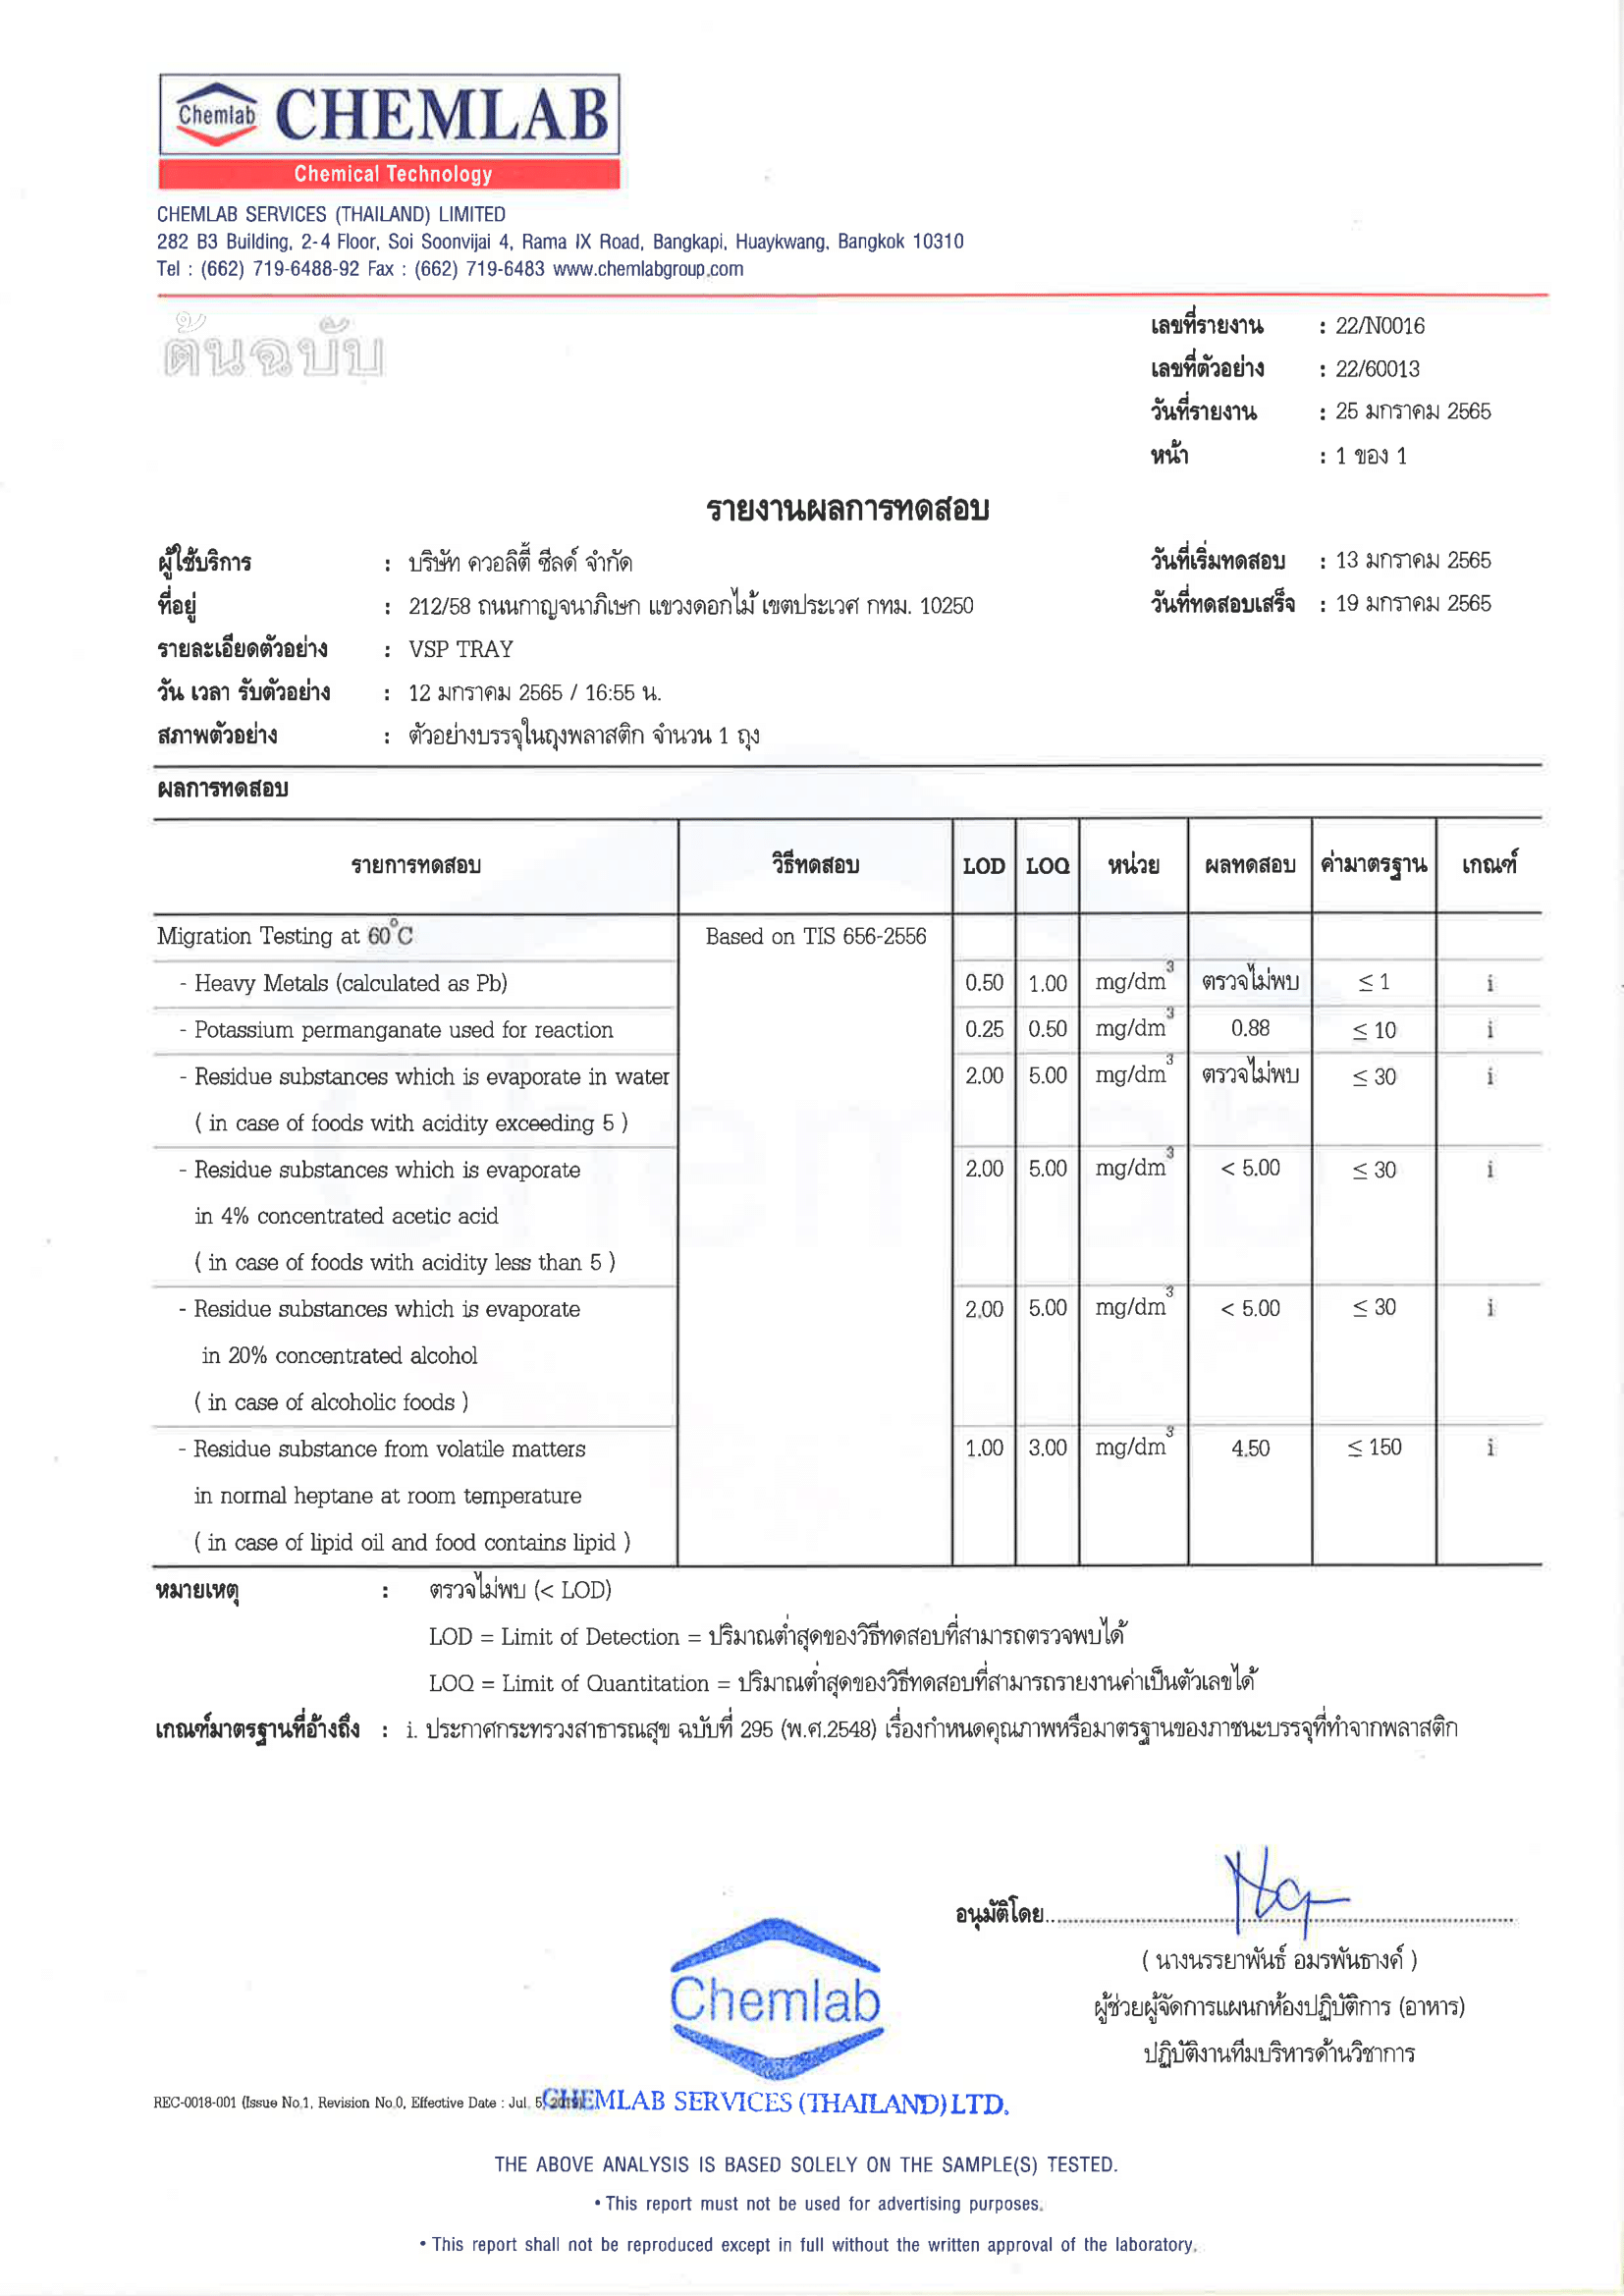 Chemlab CHEMLAB
Chemical Technology
CHEMLAB SERVICES (THAILAND) LIMITED
282 B3 Building, 2-4 Floor, Soi Soonvijai 4, Rama IX Road, Bangkapi, Huaykwang, Bangkok 10310
Tel : (662) 719-6488-92 Fax : (662) 719-6483 www.chemlabgroup.com
ต้นฉบับ
เลขที่รายงาน : 22/N0016
เลขที่ตัวอย่าง : 22/60013
วันที่รายงาน : 25 มกราคม 2565
หน้า : 1 ของ 1
รายงานผลการทดสอบ
ผู้ใช้บริการ : บริษัท ควอลิตี้ ซีลด์ จำกัด วันที่เริ่มทดสอบ : 13 มกราคม 2565
ที่อยู่ : 212/58 ถนนกาญจนาภิเษก แขวงดอกไม้ เขตประเวศ กทม. 10250 วันที่ทดสอบเสร็จ : 19 มกราคม 2565
รายละเอียดตัวอย่าง : VSP TRAY
วัน เวลา รับตัวอย่าง : 12 มกราคม 2565 / 16:55 น.
สภาพตัวอย่าง : ตัวอย่างบรรจุในถุงพลาสติก จำนวน 1 ถุง
ผลการทดสอบ
รายการทดสอบ วิธีทดสอบ LOD LOQ หน่วย ผลทดสอบ ค่ามาตรฐาน เกณฑ์
Migration Testing at 60°C Based on TIS 656-2556
- Heavy Metals (calculated as Pb) 0.50 1.00 mg/dm³ ตรวจไม่พบ ≤ 1 i
- Potassium permanganate used for reaction 0.25 0.50 mg/dm³ 0.88 ≤ 10 i
- Residue substances which is evaporate in water 2.00 5.00 mg/dm³ ตรวจไม่พบ ≤ 30 i
( in case of foods with acidity exceeding 5 )
- Residue substances which is evaporate 2.00 5.00 mg/dm³ < 5.00 ≤ 30 i
in 4% concentrated acetic acid
( in case of foods with acidity less than 5 )
- Residue substances which is evaporate 2.00 5.00 mg/dm³ < 5.00 ≤ 30 i
in 20% concentrated alcohol
( in case of alcoholic foods )
- Residue substance from volatile matters 1.00 3.00 mg/dm³ 4.50 ≤ 150 i
in normal heptane at room temperature
( in case of lipid oil and food contains lipid )
หมายเหตุ : ตรวจไม่พบ (< LOD)
LOD = Limit of Detection = ปริมาณต่ำสุดของวิธีทดสอบที่สามารถตรวจพบได้
LOQ = Limit of Quantitation = ปริมาณต่ำสุดของวิธีทดสอบที่สามารถรายงานค่าเป็นตัวเลขได้
เกณฑ์มาตรฐานที่อ้างถึง : i. ประกาศกระทรวงสาธารณสุข ฉบับที่ 295 (พ.ศ.2548) เรื่องกำหนดคุณภาพหรือมาตรฐานของภาชนะบรรจุที่ทำจากพลาสติก
อนุมัติโดย
( นางนรรยาพันธ์ อมรพันธางค์ )
Chemlab
ผู้ช่วยผู้จัดการแผนกห้องปฏิบัติการ (อาหาร)
ปฏิบัติงานทีมบริหารด้านวิชาการ
REC-0018-001 (Issue No.1, Revision No.0, Effective Date : Jul. 5, 2019)
CHEMLAB SERVICES (THAILAND) LTD.
THE ABOVE ANALYSIS IS BASED SOLELY ON THE SAMPLE(S) TESTED.
• This report must not be used for advertising purposes.
• This report shall not be reproduced except in full without the written approval of the laboratory.